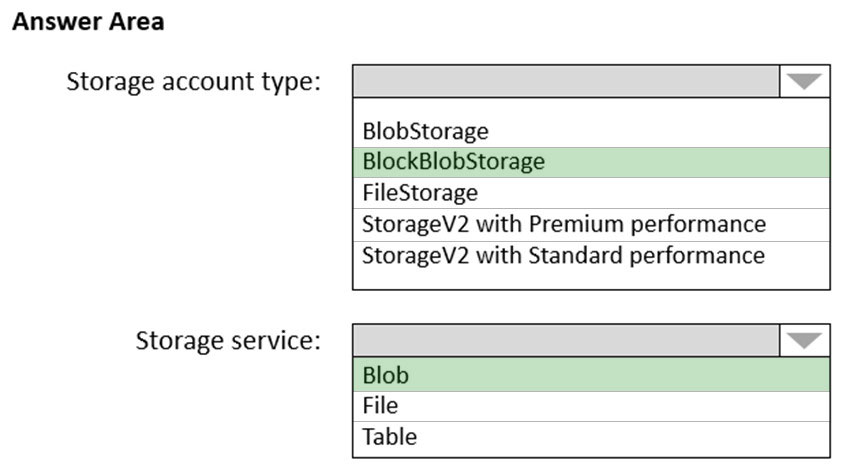 Answer Area
Storage account type:
BlobStorage
BlockBlobStorage
FileStorage
StorageV2 with Premium performance
StorageV2 with Standard performance
Storage service:
Blob
File
Table